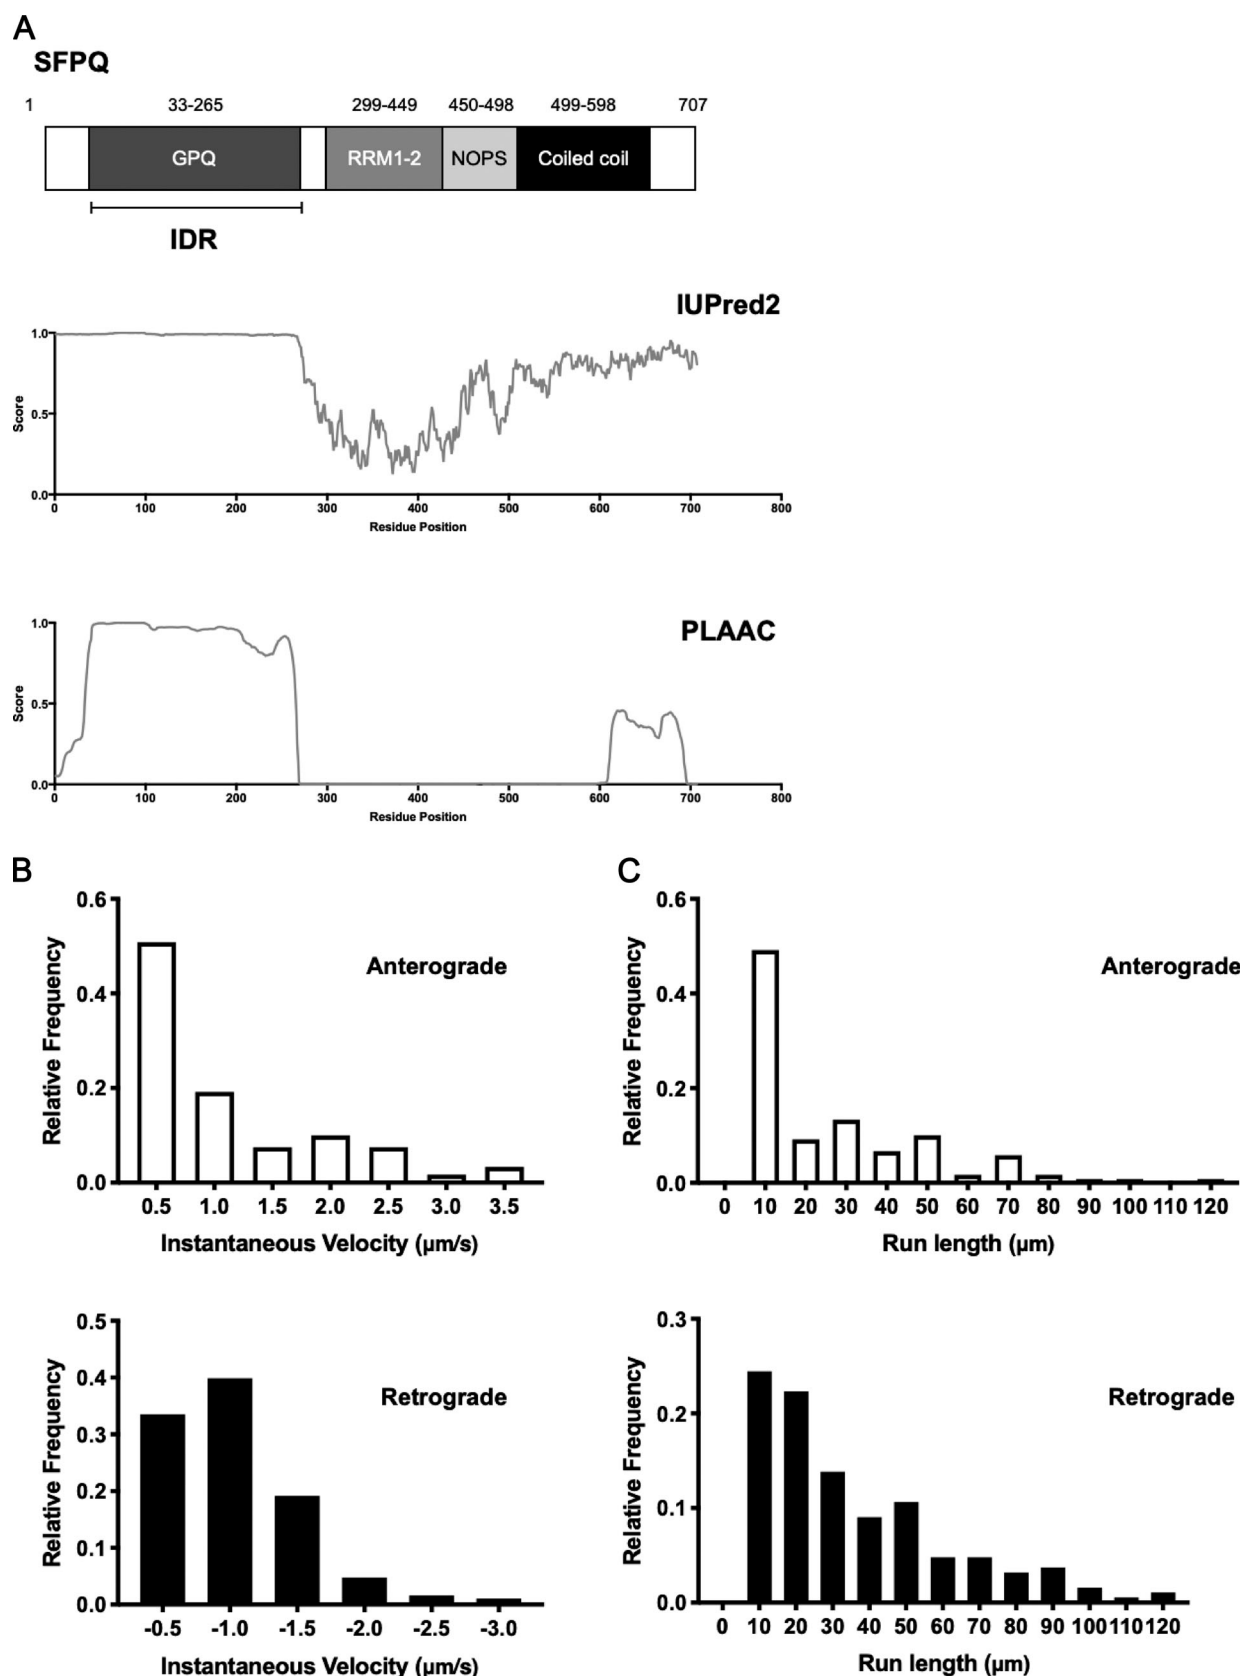 A
SFPQ
1 33-265 299-449 450-498 499-598 707
GPQ RRM1-2 NOPS Coiled coil
IDR
IUPred2
1.0
0.5
0.0
Score
0 100 200 300 400 500 600 700 800
Residue Position
PLAAC
1.0
0.5
0.0
Score
0 100 200 300 400 500 600 700 800
Residue Position
B
0.6
0.4
0.2
0.0
Relative Frequency
Anterograde
0.5 1.0 1.5 2.0 2.5 3.0 3.5
Instantaneous Velocity (µm/s)
0.5
0.4
0.3
0.2
0.1
0.0
Relative Frequency
Retrograde
-0.5 -1.0 -1.5 -2.0 -2.5 -3.0
Instantaneous Velocity (µm/s)
C
0.6
0.4
0.2
0.0
Relative Frequency
Anterograde
0 10 20 30 40 50 60 70 80 90 100 110 120
Run length (µm)
0.3
0.2
0.1
0.0
Relative Frequency
Retrograde
0 10 20 30 40 50 60 70 80 90 100 110 120
Run length (µm)